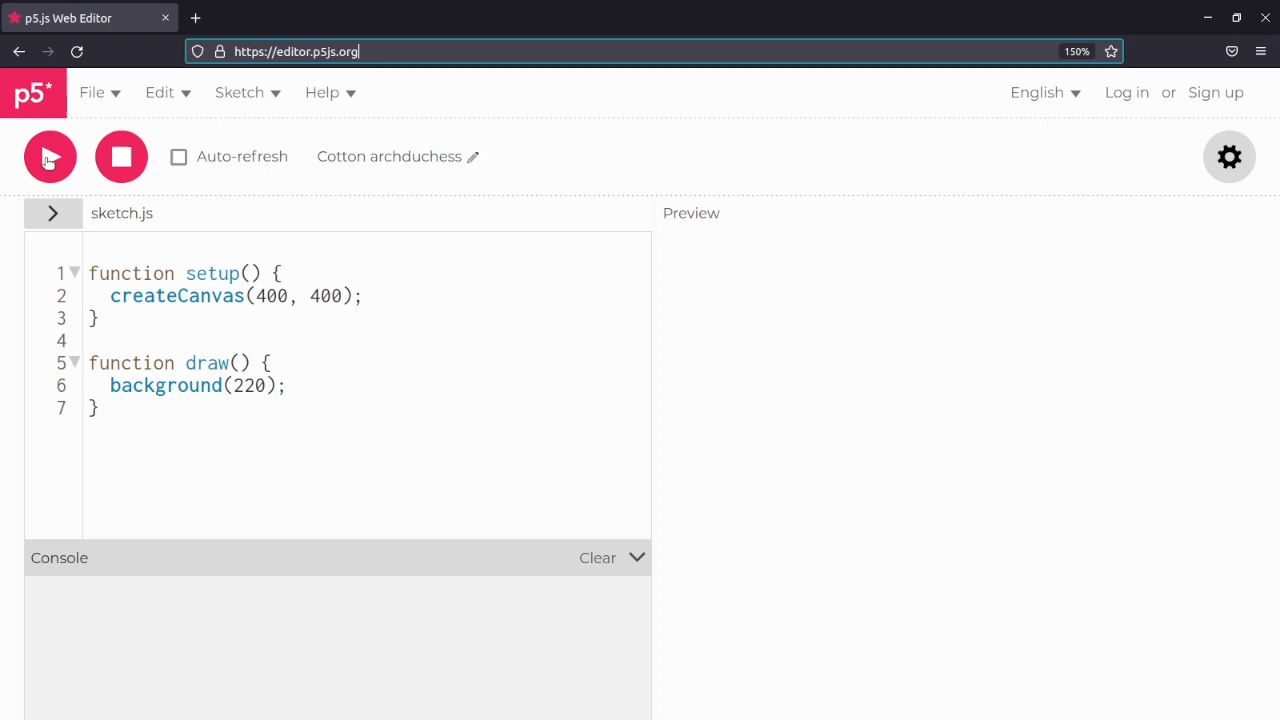 p5.js Web Editor
https://editor.p5js.org
150%
p5*
File
Edit
Sketch
Help
English
Log in or Sign up
Auto-refresh
Cotton archduchess
sketch.js
Preview
1 function setup() {
2 createCanvas(400, 400);
3 }
4
5 function draw() {
6 background(220);
7 }
Console
Clear